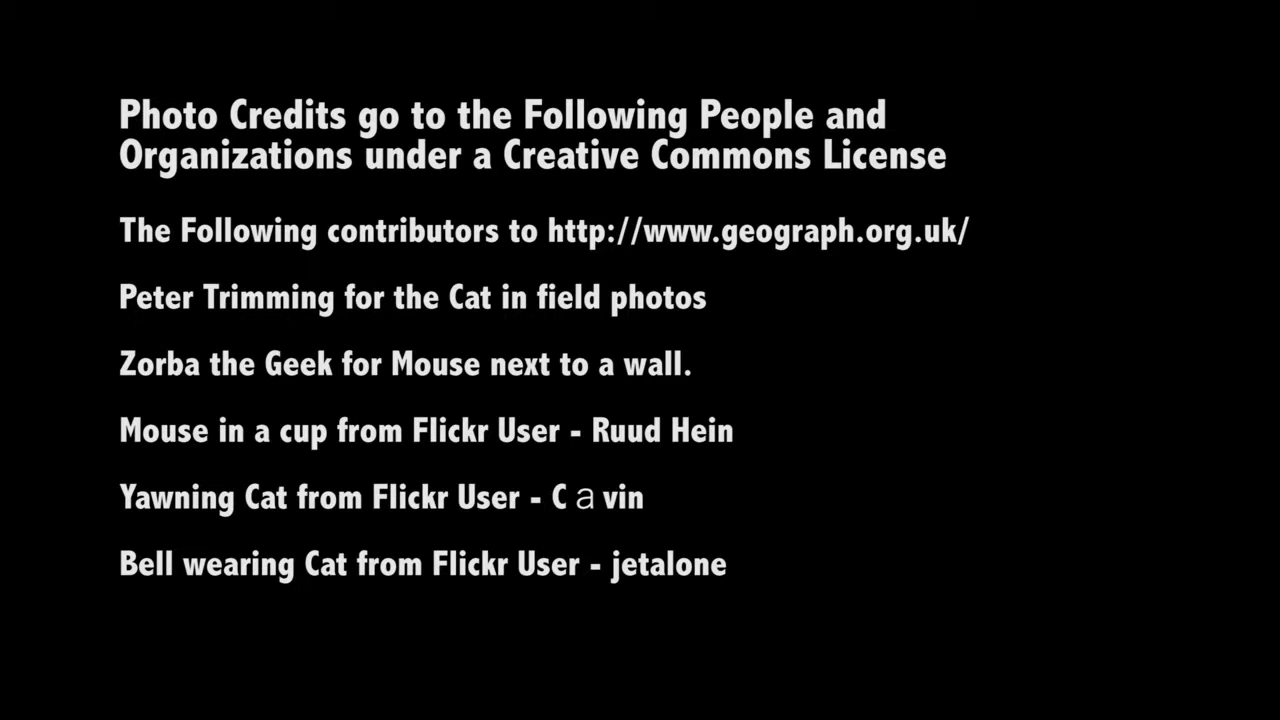 Photo Credits go to the Following People and
Organizations under a Creative Commons License
The Following contributors to http://www.geograph.org.uk/
Peter Trimming for the Cat in field photos
Zorba the Geek for Mouse next to a wall.
Mouse in a cup from Flickr User - Ruud Hein
Yawning Cat from Flickr User - C a vin
Bell wearing Cat from Flickr User - jetalone